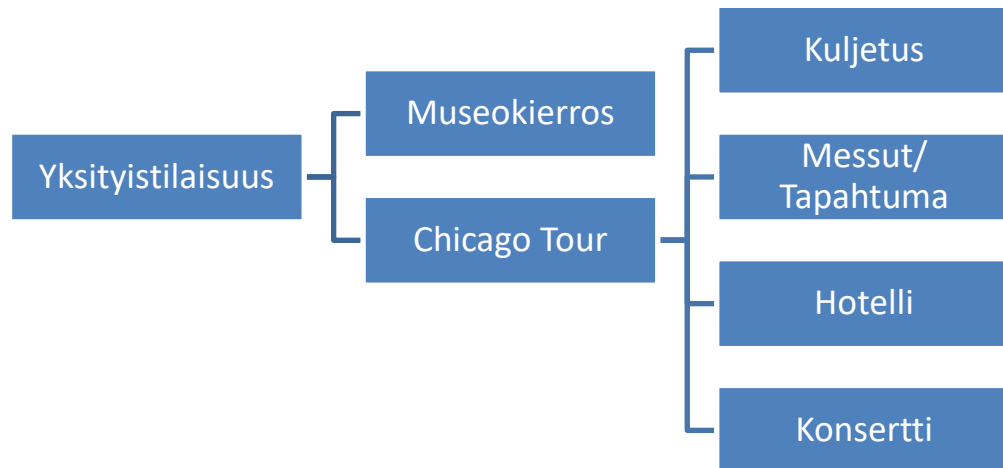 Yksityistilaisuus
Museokierros
Chicago Tour
Kuljetus
Messut/
Tapahtuma
Hotelli
Konsertti